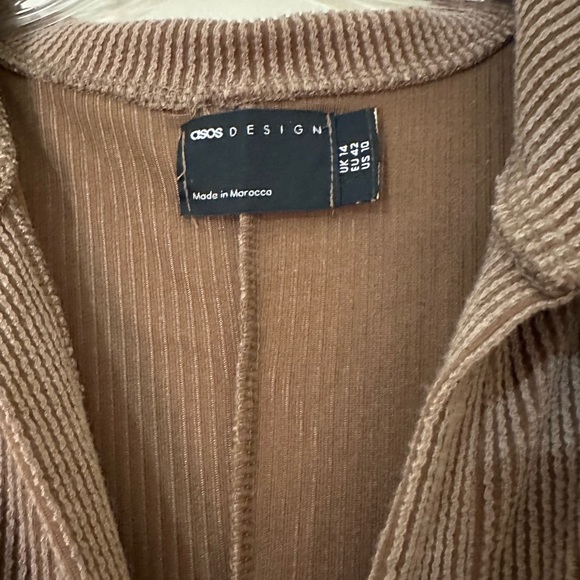 asos DESIGN
Made in Morocco
UK 14
EU 42
US 10